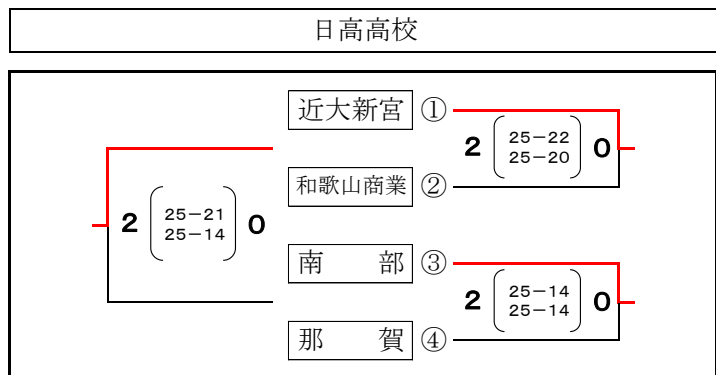 日高高校
近大新宮 ①
2 25-22 0
25-20
和歌山商業 ②
2 25-21 0
25-14
南 部 ③
2 25-14 0
25-14
那 賀 ④